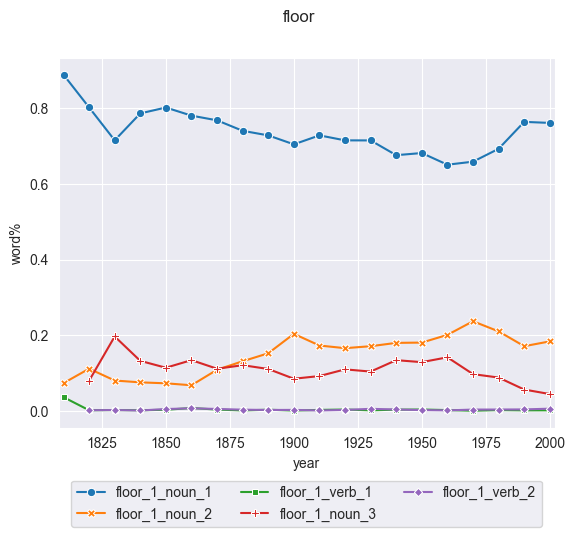 floor
0.8
0.6
0.4
0.2
0.0
word%
1825 1850 1875 1900 1925 1950 1975 2000
year
floor_1_noun_1 floor_1_verb_1 floor_1_verb_2
floor_1_noun_2 floor_1_noun_3